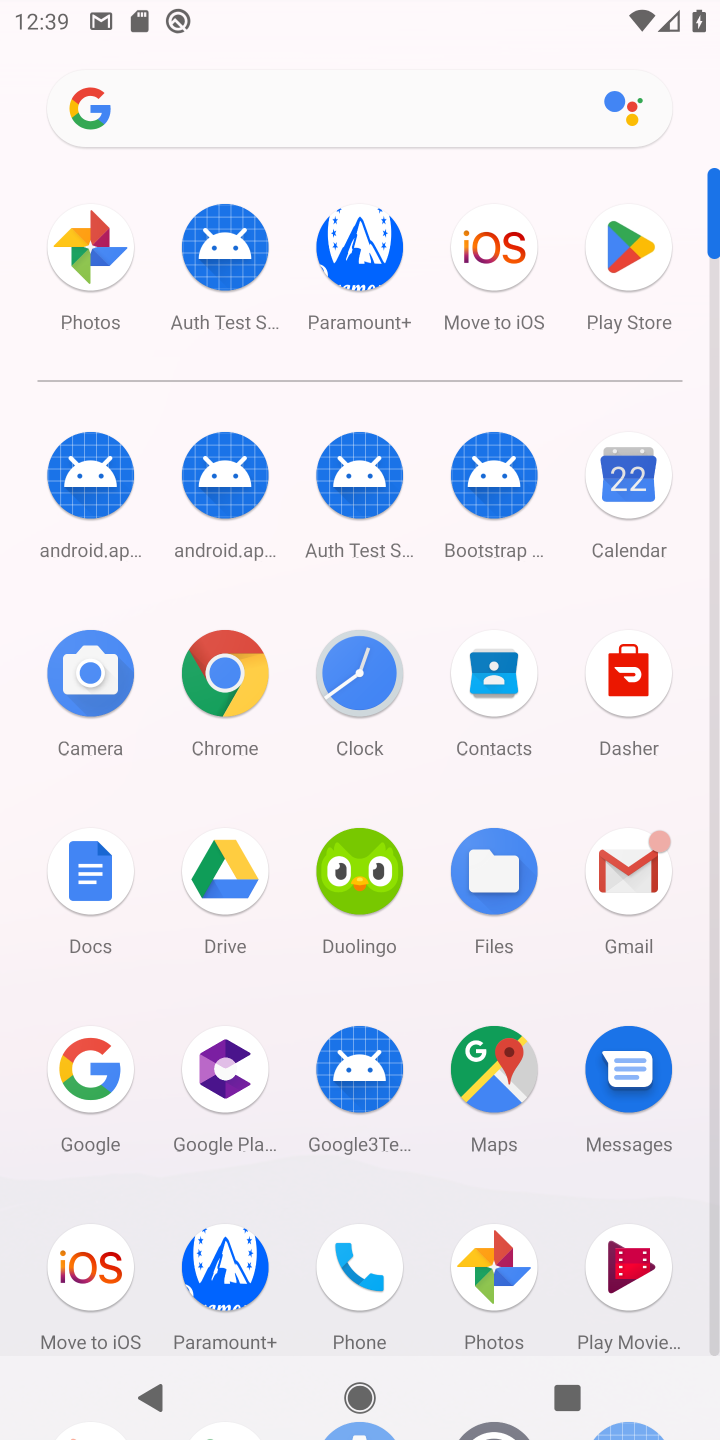 12:39
Photos
Auth Test S...
Paramount+
iOS
Move to iOS
Play Store
android.ap...
android.ap...
Auth Test S...
Bootstrap ...
22
Calendar
Camera
Chrome
Clock
Contacts
Dasher
Docs
Drive
Duolingo
Files
Gmail
Google
Google Pla...
Google3Te...
Maps
Messages
iOS
Move to iOS
Paramount+
Phone
Photos
Play Movie...